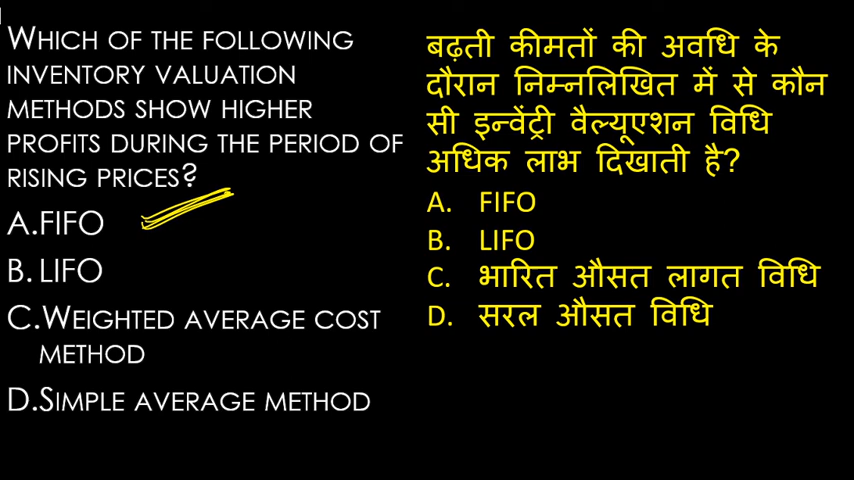 WHICH OF THE FOLLOWING
INVENTORY VALUATION
METHODS SHOW HIGHER
PROFITS DURING THE PERIOD OF
RISING PRICES?
A.FIFO
B. LIFO
C.WEIGHTED AVERAGE COST
METHOD
D.SIMPLE AVERAGE METHOD
बढ़ती कीमतों की अवधि के
दौरान निम्नलिखित में से कौन
सी इन्वेंट्री वैल्यूएशन विधि
अधिक लाभ दिखाती है?
A. FIFO
B. LIFO
C. भारित औसत लागत विधि
D. सरल औसत विधि